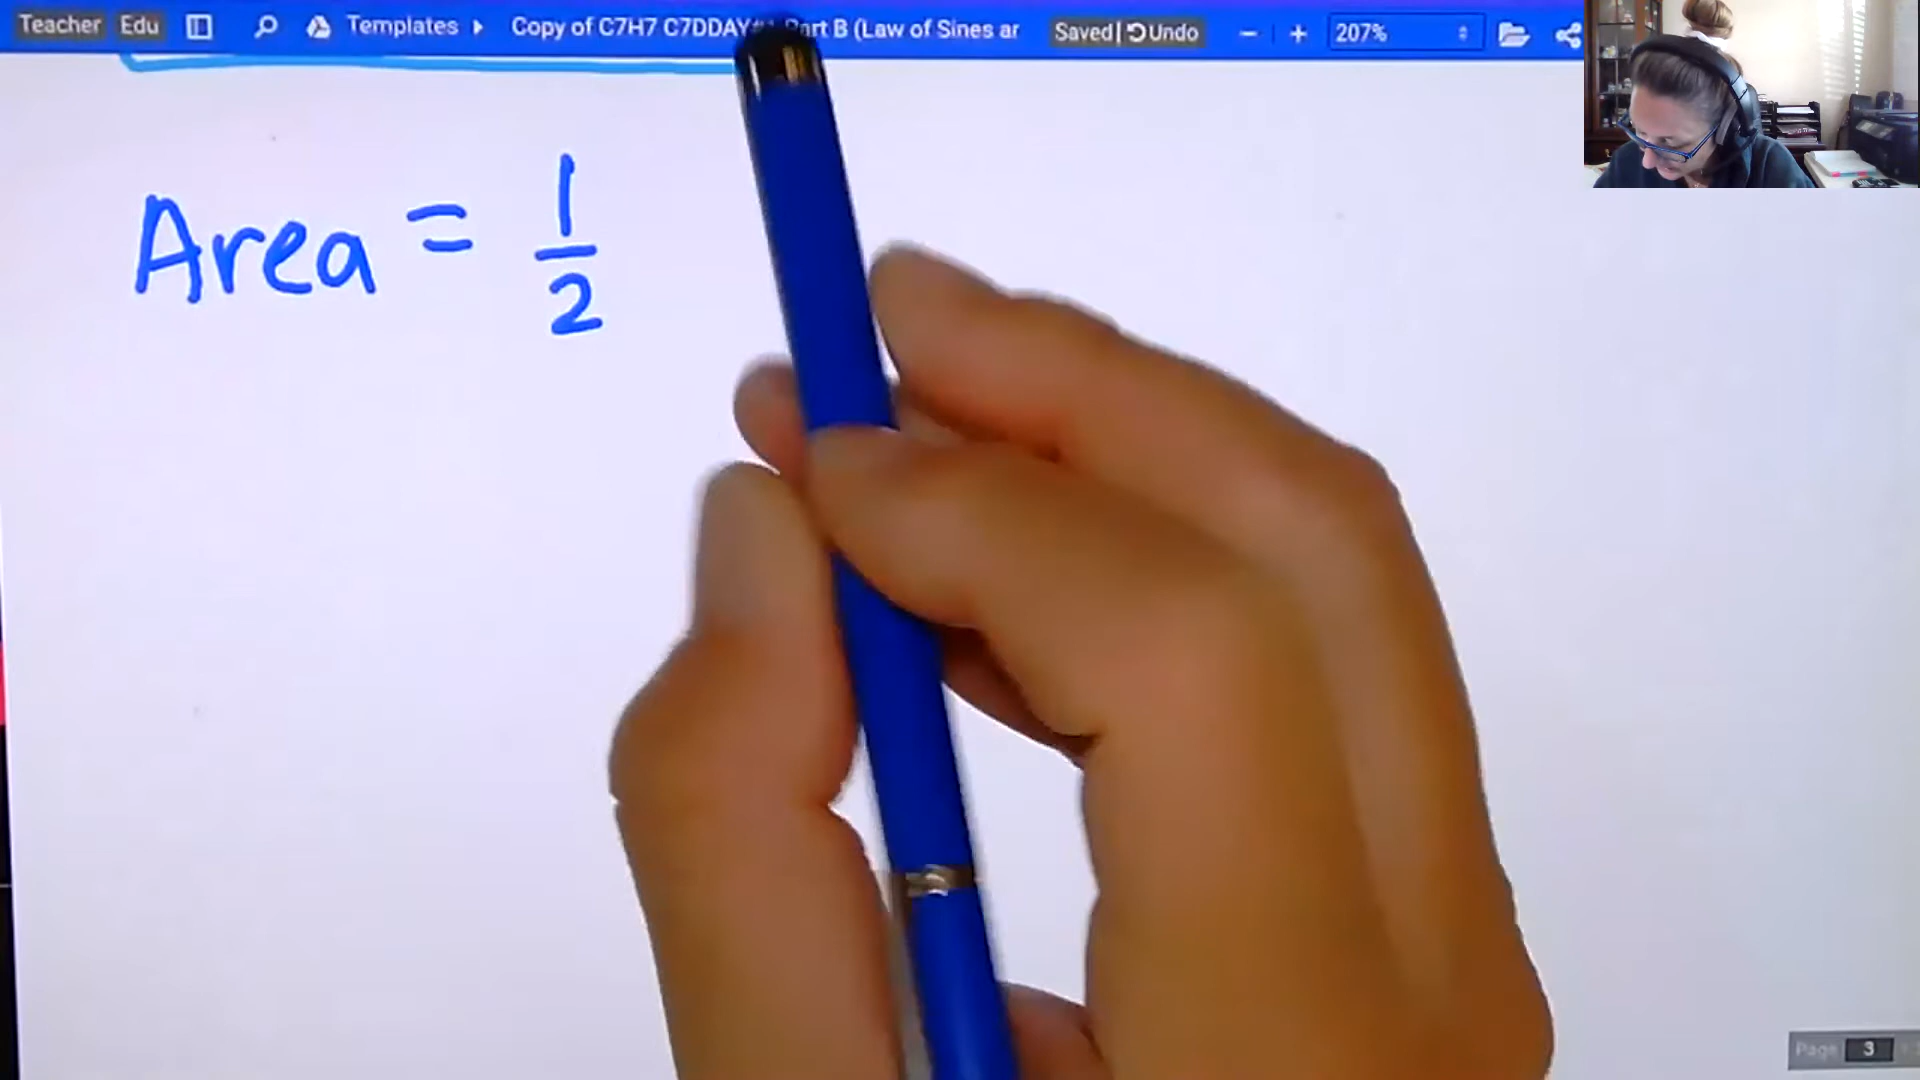 Teacher Edu Templates Copy of C7H7 C7DDAY Part B (Law of Sines ar Saved| Undo − + 207%
Area = 1/2
Page 3